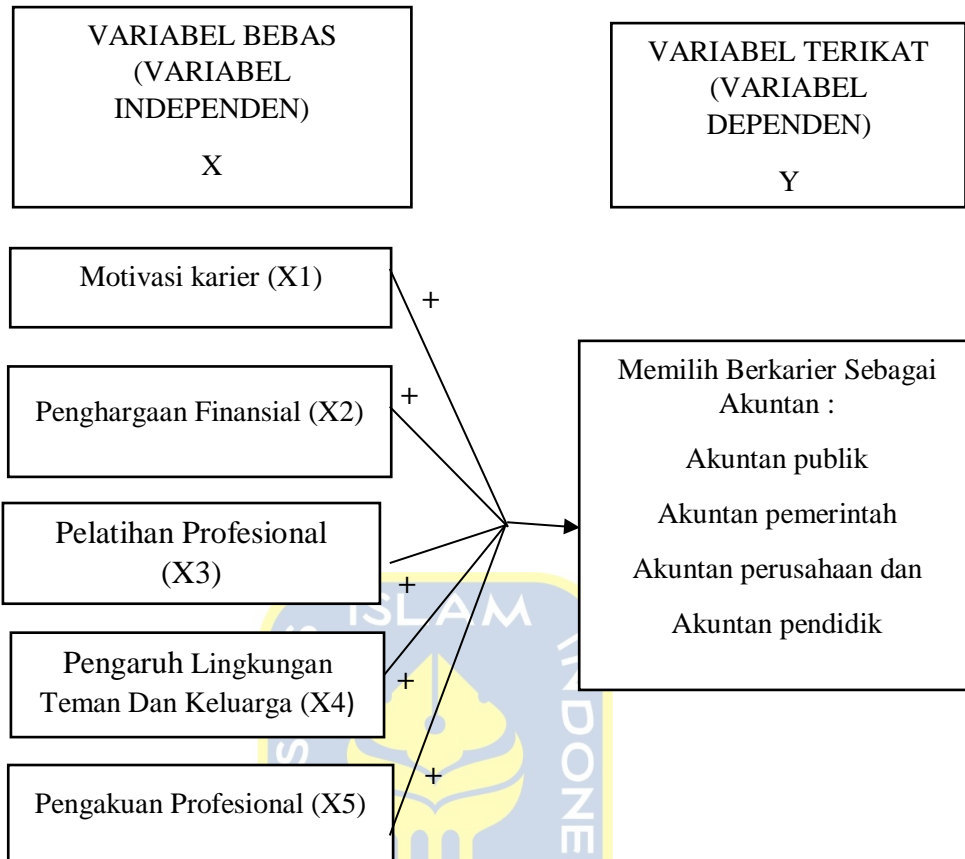 VARIABEL BEBAS
(VARIABEL
INDEPENDEN)
X
VARIABEL TERIKAT
(VARIABEL
DEPENDEN)
Y
Motivasi karier (X1)
+
Penghargaan Finansial (X2)
+
Pelatihan Profesional
(X3)
+
Pengaruh Lingkungan
Teman Dan Keluarga (X4)
+
Pengakuan Profesional (X5)
+
Memilih Berkarier Sebagai
Akuntan :
Akuntan publik
Akuntan pemerintah
Akuntan perusahaan dan
Akuntan pendidik
ISLAM
INDONE